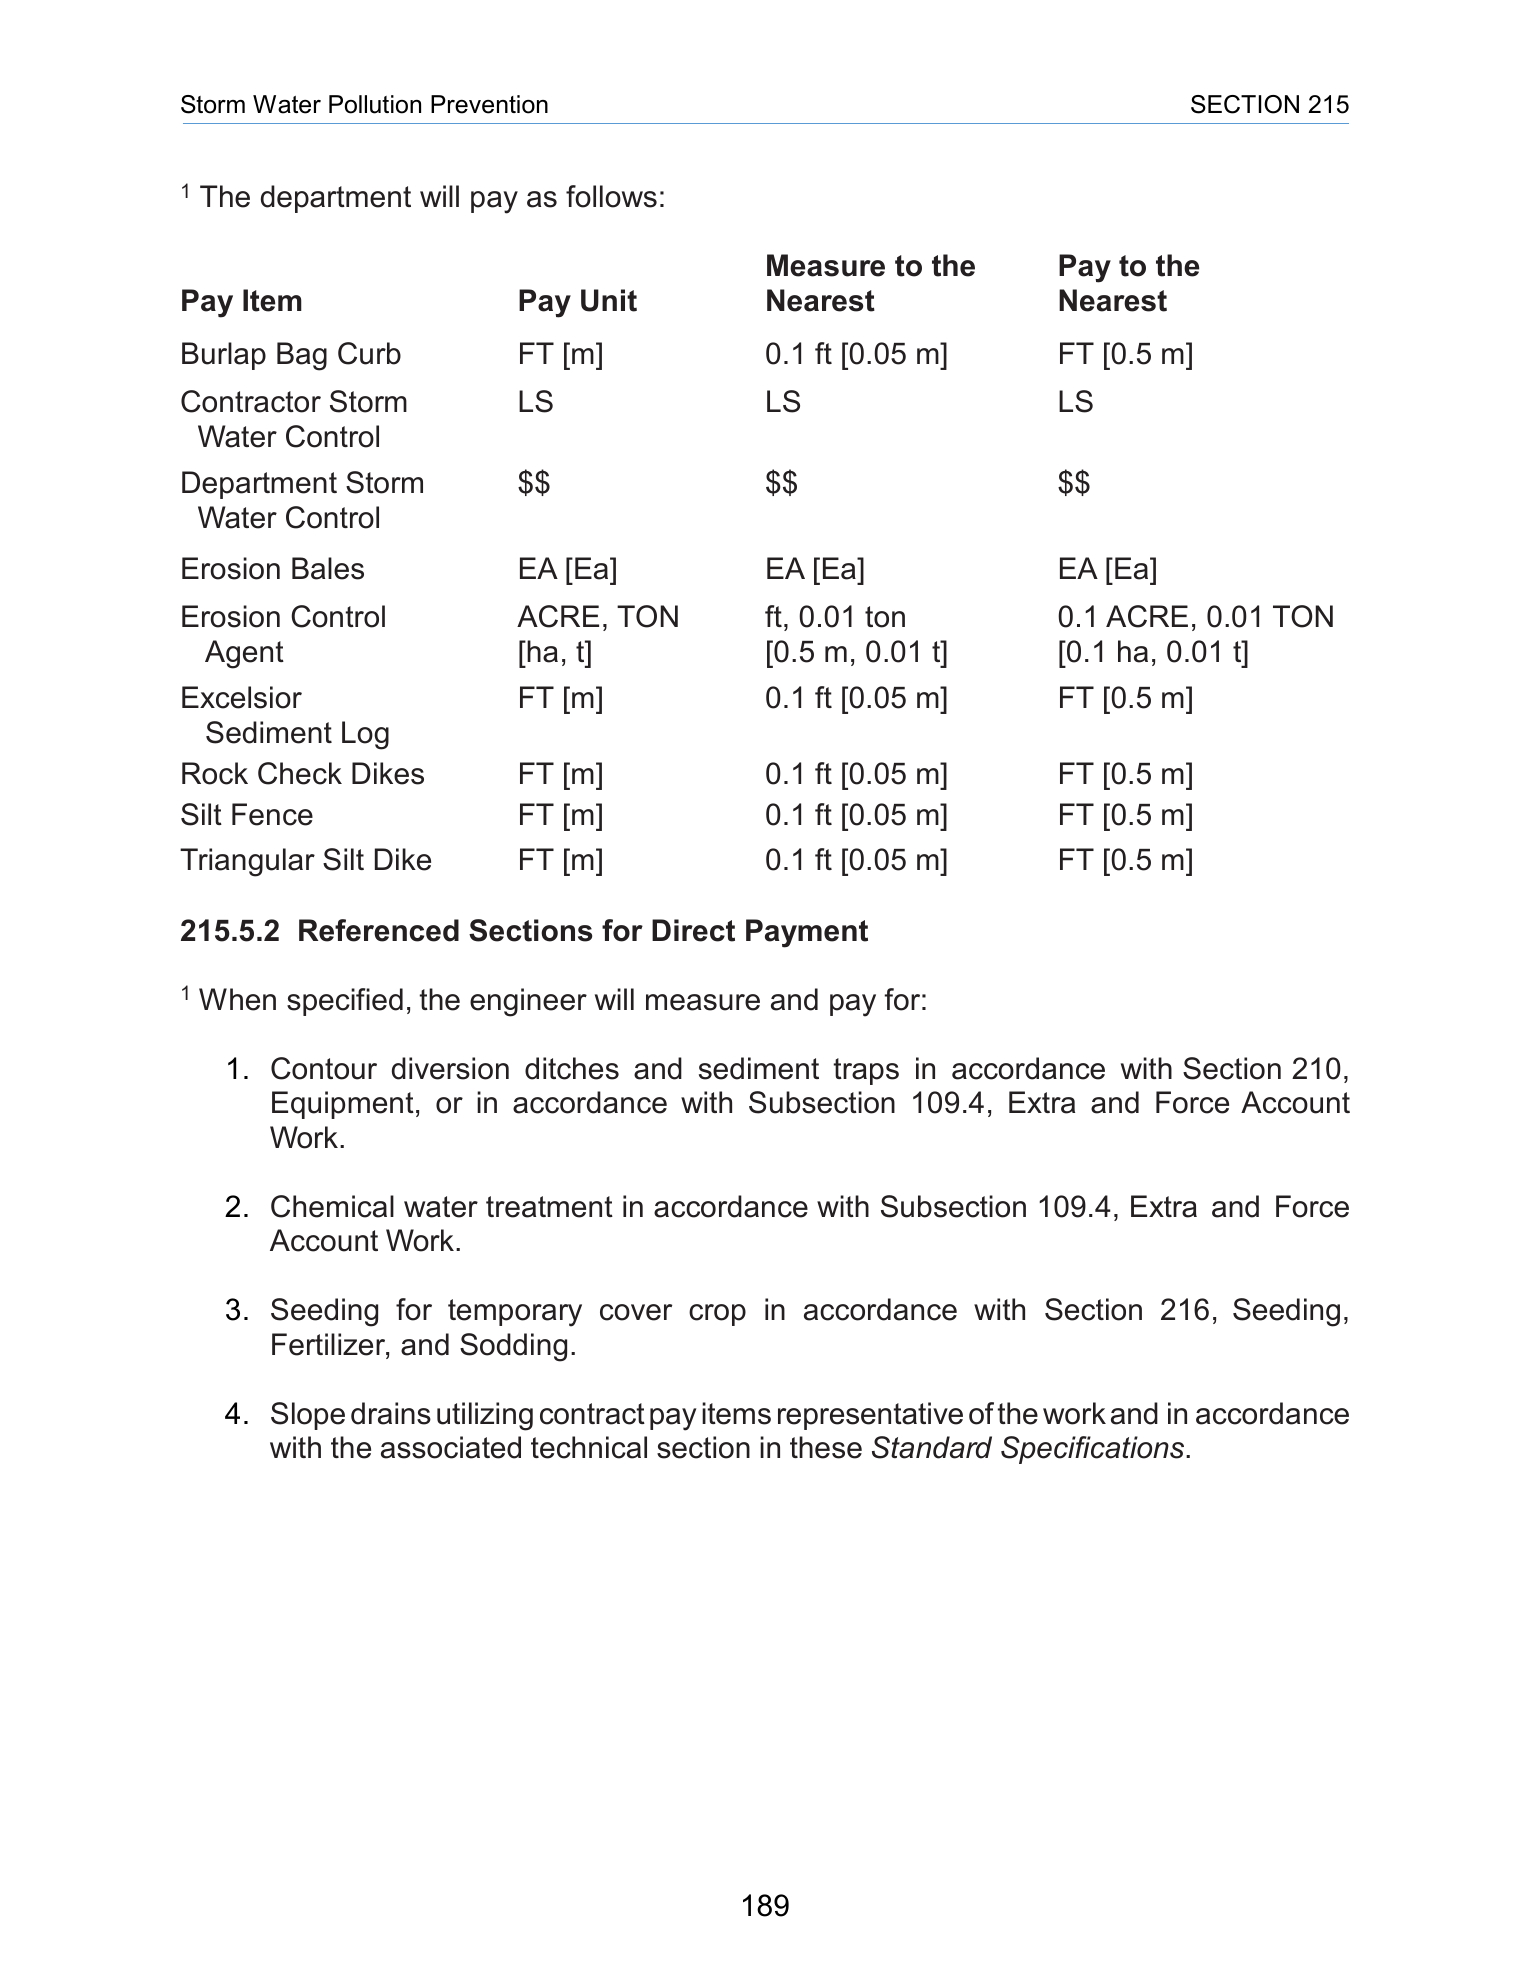 Storm Water Pollution Prevention SECTION 215
1 The department will pay as follows:
Measure to the Pay to the
Pay Item Pay Unit Nearest Nearest
Burlap Bag Curb FT [m] 0.1 ft [0.05 m] FT [0.5 m]
Contractor Storm LS LS LS
Water Control
Department Storm $$ $$ $$
Water Control
Erosion Bales EA [Ea] EA [Ea] EA [Ea]
Erosion Control ACRE, TON ft, 0.01 ton 0.1 ACRE, 0.01 TON
Agent [ha, t] [0.5 m, 0.01 t] [0.1 ha, 0.01 t]
Excelsior FT [m] 0.1 ft [0.05 m] FT [0.5 m]
Sediment Log
Rock Check Dikes FT [m] 0.1 ft [0.05 m] FT [0.5 m]
Silt Fence FT [m] 0.1 ft [0.05 m] FT [0.5 m]
Triangular Silt Dike FT [m] 0.1 ft [0.05 m] FT [0.5 m]
215.5.2 Referenced Sections for Direct Payment
1 When specified, the engineer will measure and pay for:
1. Contour diversion ditches and sediment traps in accordance with Section 210,
Equipment, or in accordance with Subsection 109.4, Extra and Force Account
Work.
2. Chemical water treatment in accordance with Subsection 109.4, Extra and Force
Account Work.
3. Seeding for temporary cover crop in accordance with Section 216, Seeding,
Fertilizer, and Sodding.
4. Slope drains utilizing contract pay items representative of the work and in accordance
with the associated technical section in these Standard Specifications.
189